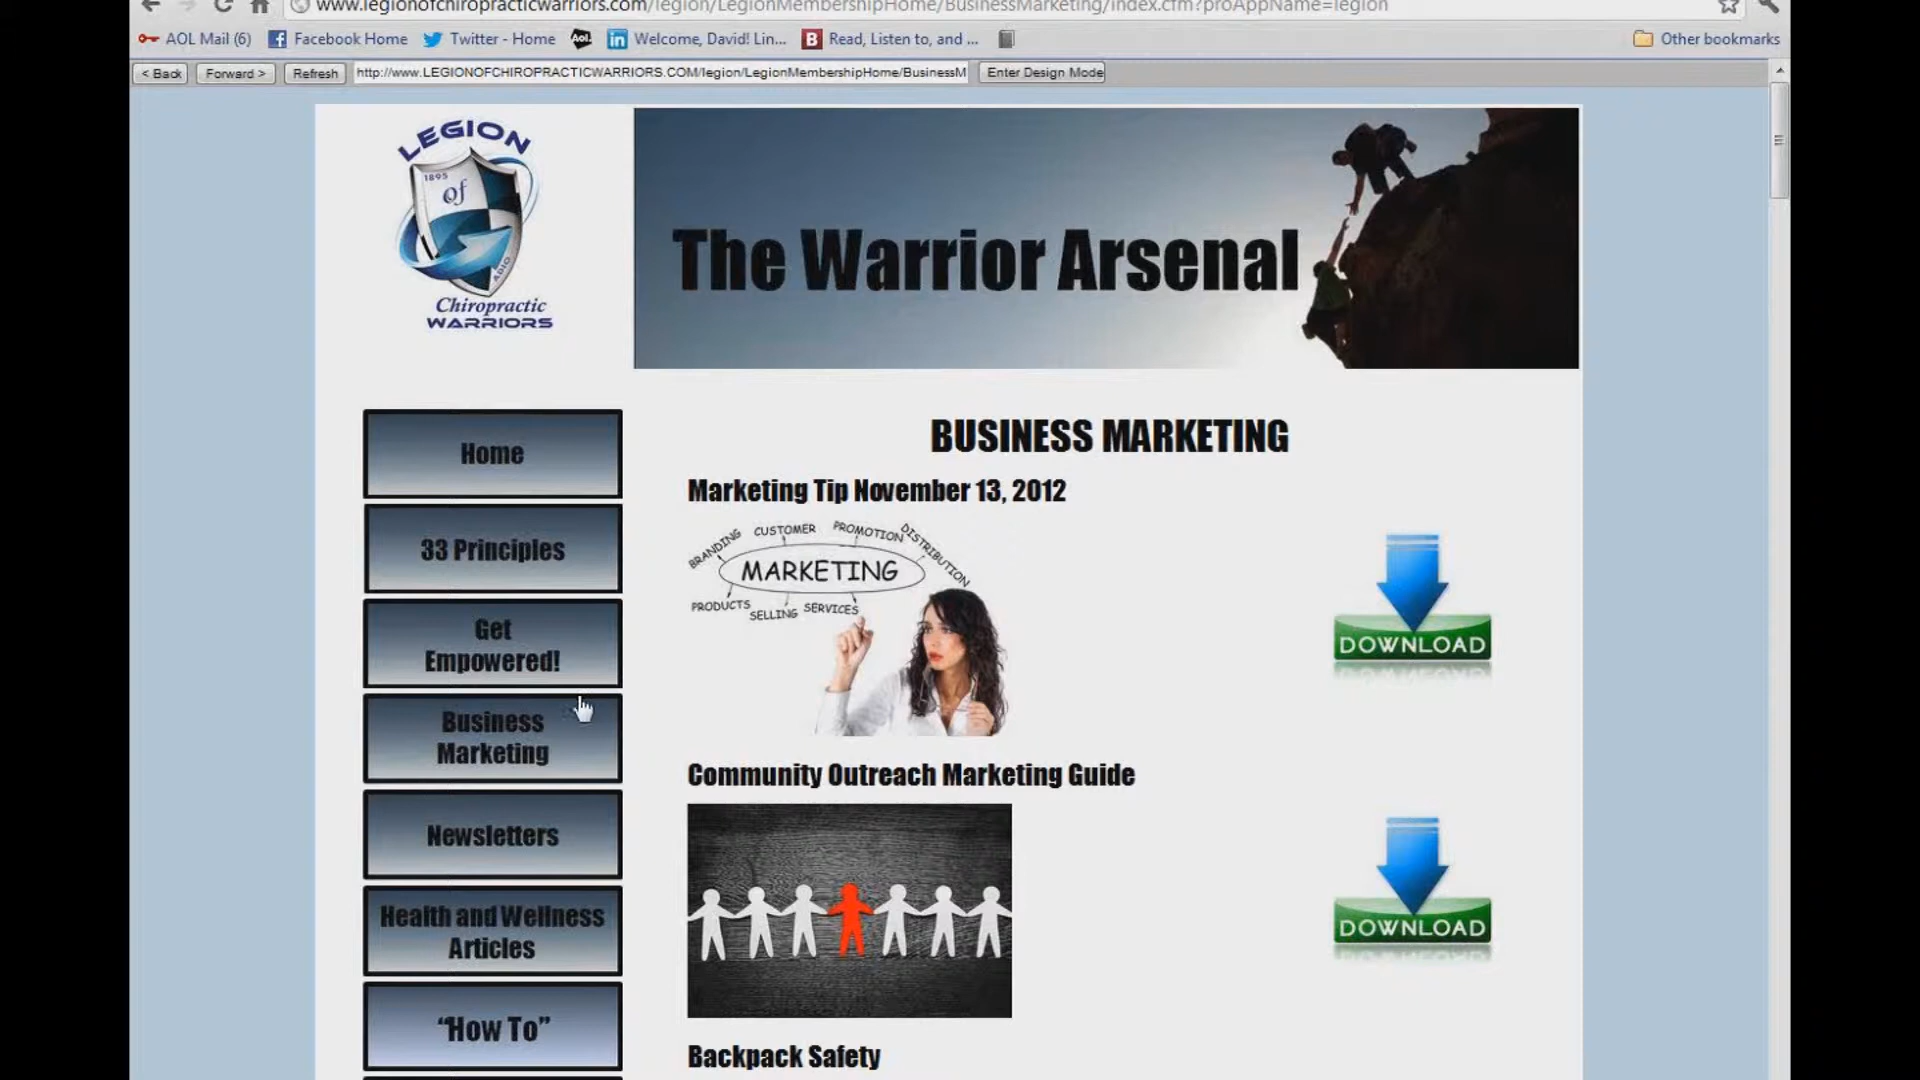 www.legionofchiropracticwarriors.com/legion/LegionMembershipHome/BusinessMarketing/index.cfm?proAppName=legion
AOL Mail (6) Facebook Home Twitter - Home Aol. Welcome, David! Lin... Read, Listen to, and ... Other bookmarks
< Back Forward > Refresh http://www.LEGIONOFCHIROPRACTICWARRIORS.COM/legion/LegionMembershipHome/BusinessM Enter Design Mode
LEGION
1895
of
ADIO
Chiropractic
WARRIORS
The Warrior Arsenal
Home
33 Principles
Get
Empowered!
Business
Marketing
Newsletters
Health and Wellness
Articles
“How To”
BUSINESS MARKETING
Marketing Tip November 13, 2012
BRANDING CUSTOMER PROMOTION DISTRIBUTION
MARKETING
PRODUCTS SELLING SERVICES
DOWNLOAD
Community Outreach Marketing Guide
DOWNLOAD
Backpack Safety